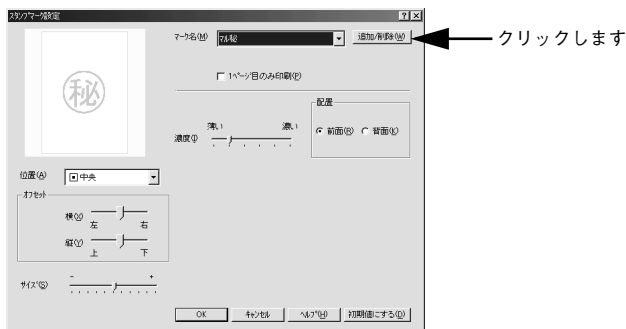 スタンプマーク設定
マーク名(M) マル秘 追加/削除(W) クリックします
1ページ目のみ印刷(P)
㊙
配置
薄い 濃い
濃度(I)
前面(R) 背面(K)
位置(A) 中央
オフセット
横(X)
左 右
縦(Y)
上 下
サイズ(S) - +
OK キャンセル ヘルプ(H) 初期値にする(D)